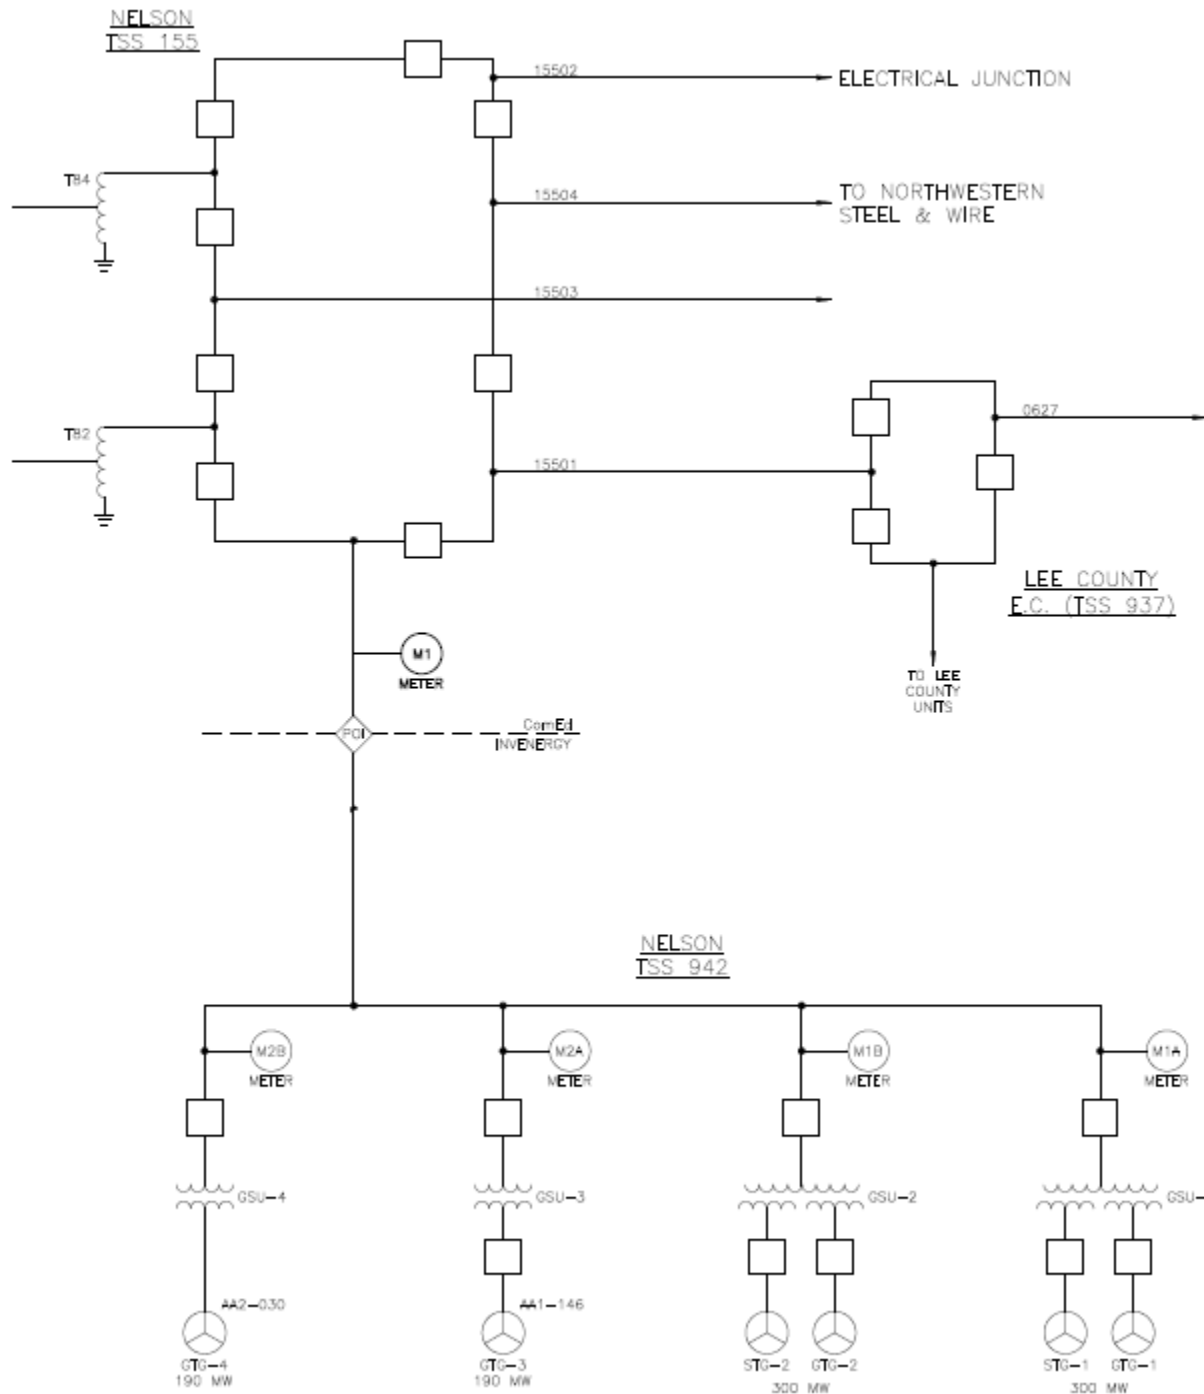 NELSON
TSS 155
15502
ELECTRICAL JUNCTION
T84
15504
TO NORTHWESTERN
STEEL & WIRE
15503
T82
0627
15501
LEE COUNTY
E.C. (TSS 937)
TO LEE
COUNTY
UNITS
M1
METER
POI
ComEd
INVENERGY
NELSON
TSS 942
M2B
METER
M2A
METER
M1B
METER
M1A
METER
GSU-4
GSU-3
GSU-2
GSU-
AA2-030
AA1-146
GTG-4
190 MW
GTG-3
190 MW
STG-2
GTG-2
300 MW
STG-1
GTG-1
300 MW